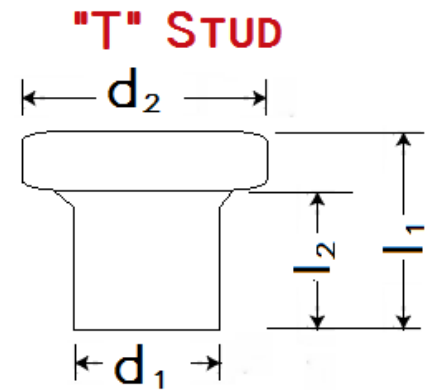 "T" STUD
d₂
l₂
l₁
d₁